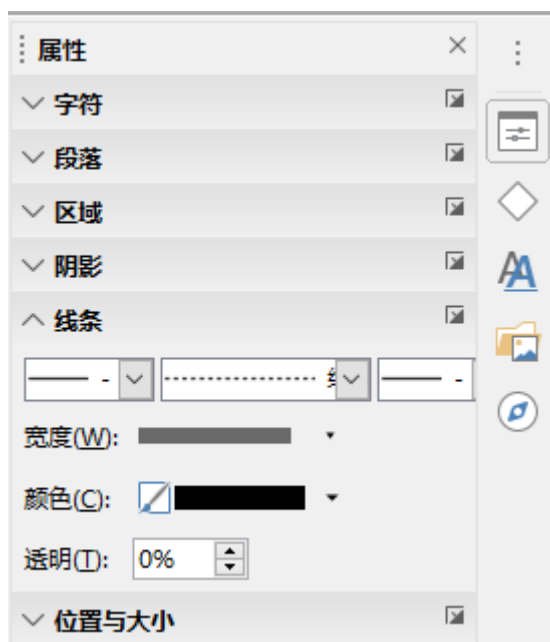 属性
字符
段落
区域
阴影
线条
宽度(W):
颜色(C):
透明(T): 0%
位置与大小